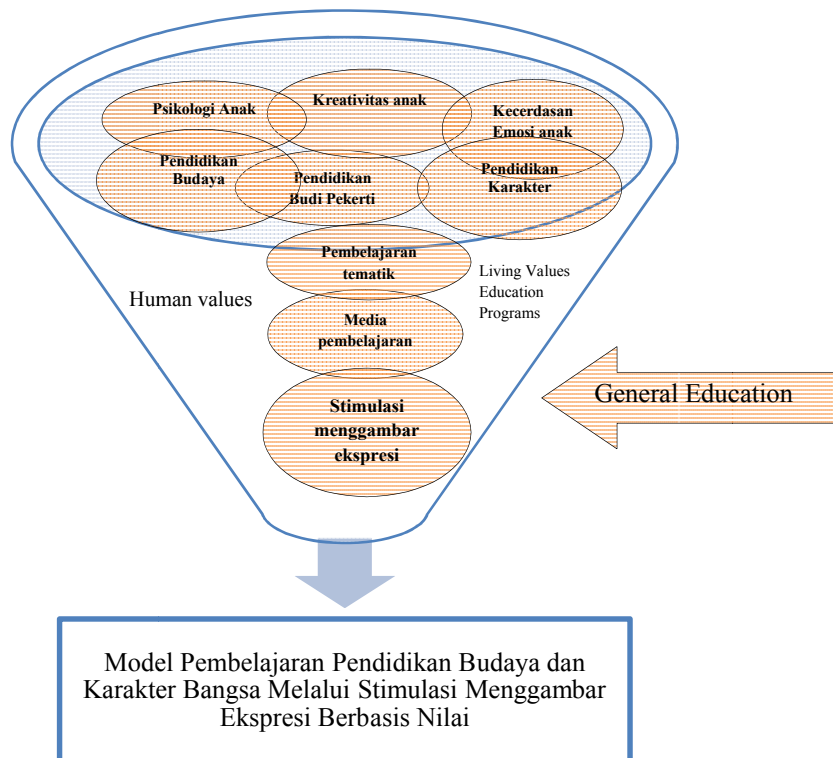 Psikologi Anak
Kreativitas anak
Kecerdasan
Emosi anak
Pendidikan
Budaya
Pendidikan
Budi Pekerti
Pendidikan
Karakter
Pembelajaran
tematik
Human values
Living Values
Education
Programs
Media
pembelajaran
General Education
Stimulasi
menggambar
ekspresi
Model Pembelajaran Pendidikan Budaya dan
Karakter Bangsa Melalui Stimulasi Menggambar
Ekspresi Berbasis Nilai